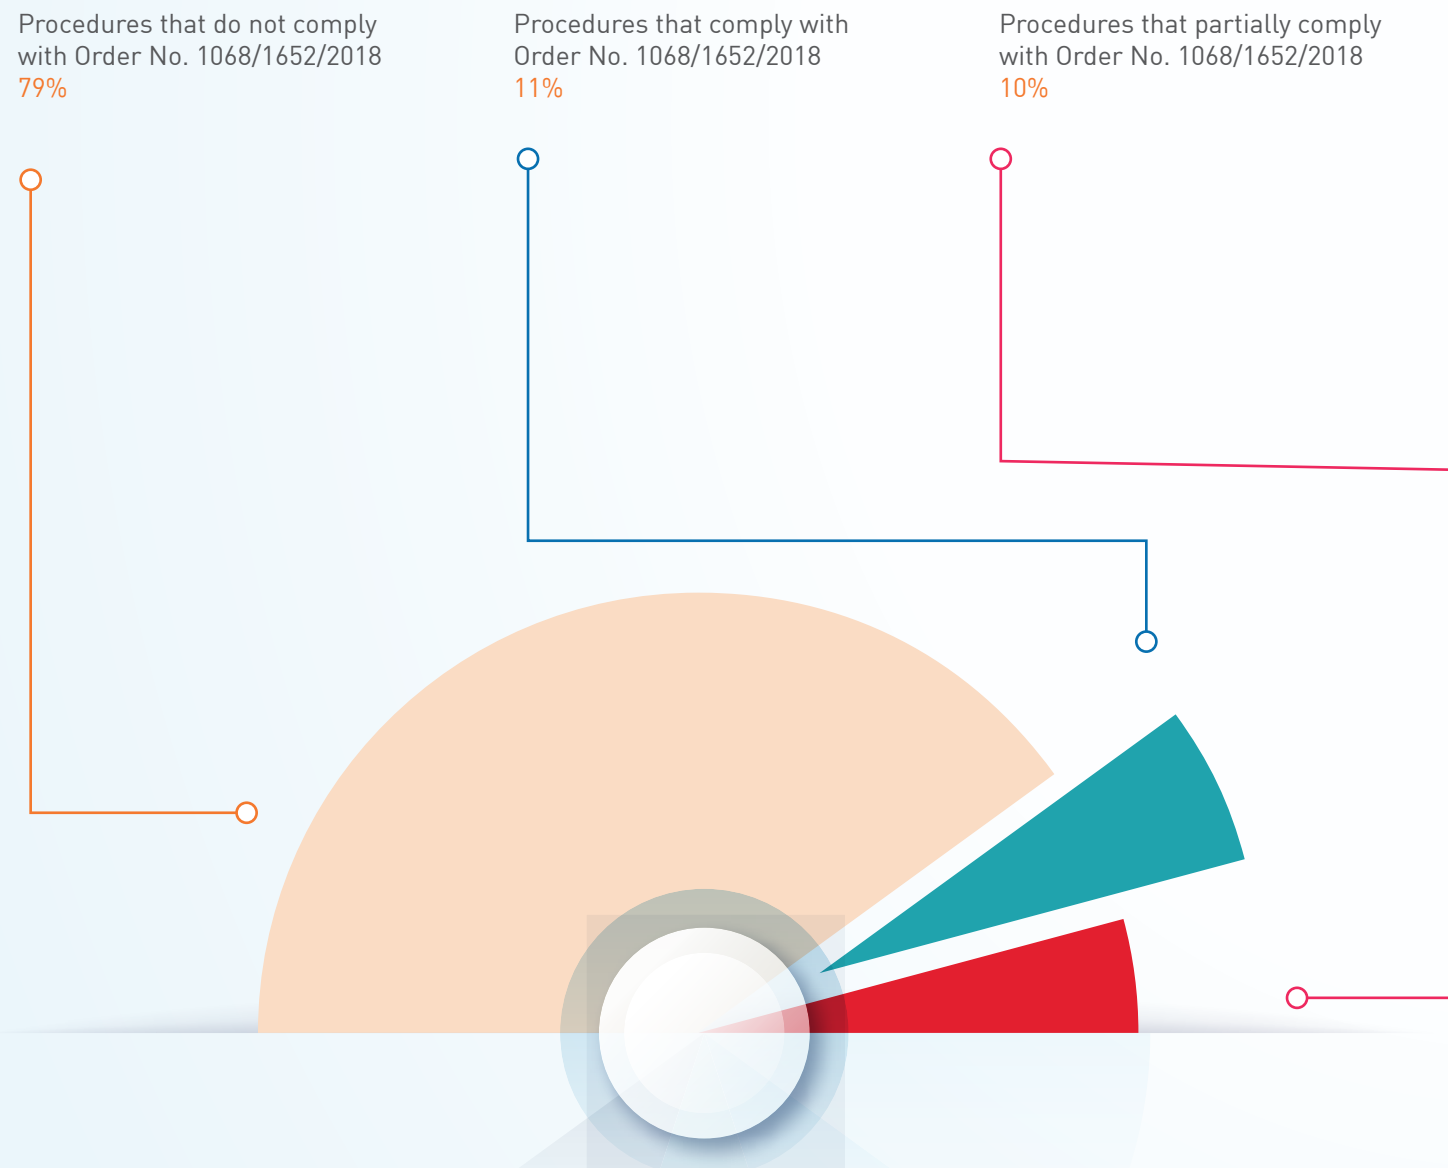 Procedures that do not comply
with Order No. 1068/1652/2018
79%
Procedures that comply with
Order No. 1068/1652/2018
11%
Procedures that partially comply
with Order No. 1068/1652/2018
10%